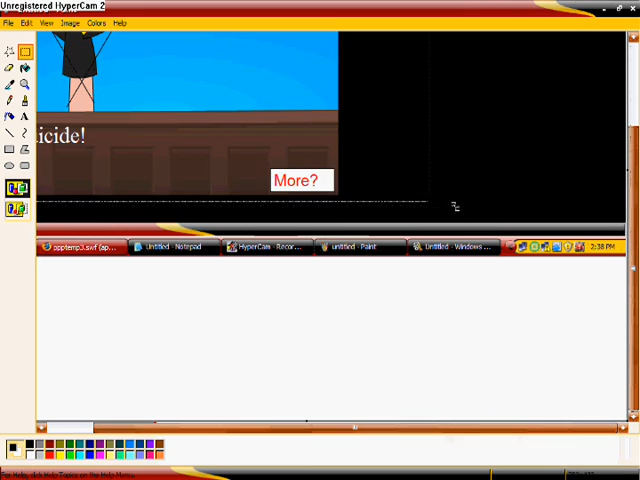 Unregistered HyperCam 2
File Edit View Image Colors Help
icide!
More?
ppptemp3.swf (ap... Untitled - Notepad HyperCam - Recor... untitled - Paint Untitled - Windows ... 2:38 PM
For Help, click Help Topics on the Help Menu.